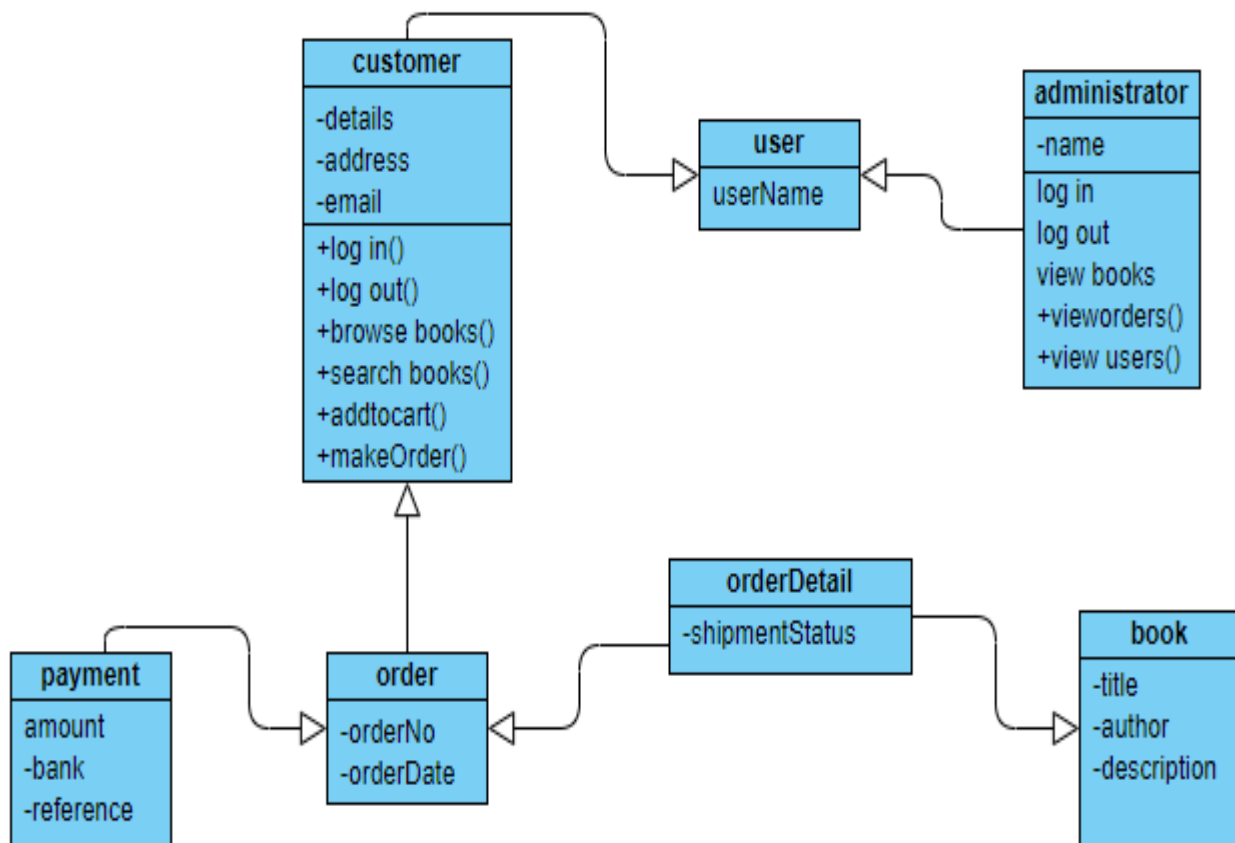 customer
-details
-address
-email
+log in()
+log out()
+browse books()
+search books()
+addtocart()
+makeOrder()
user
userName
administrator
-name
log in
log out
view books
+vieworders()
+view users()
payment
amount
-bank
-reference
order
-orderNo
-orderDate
orderDetail
-shipmentStatus
book
-title
-author
-description